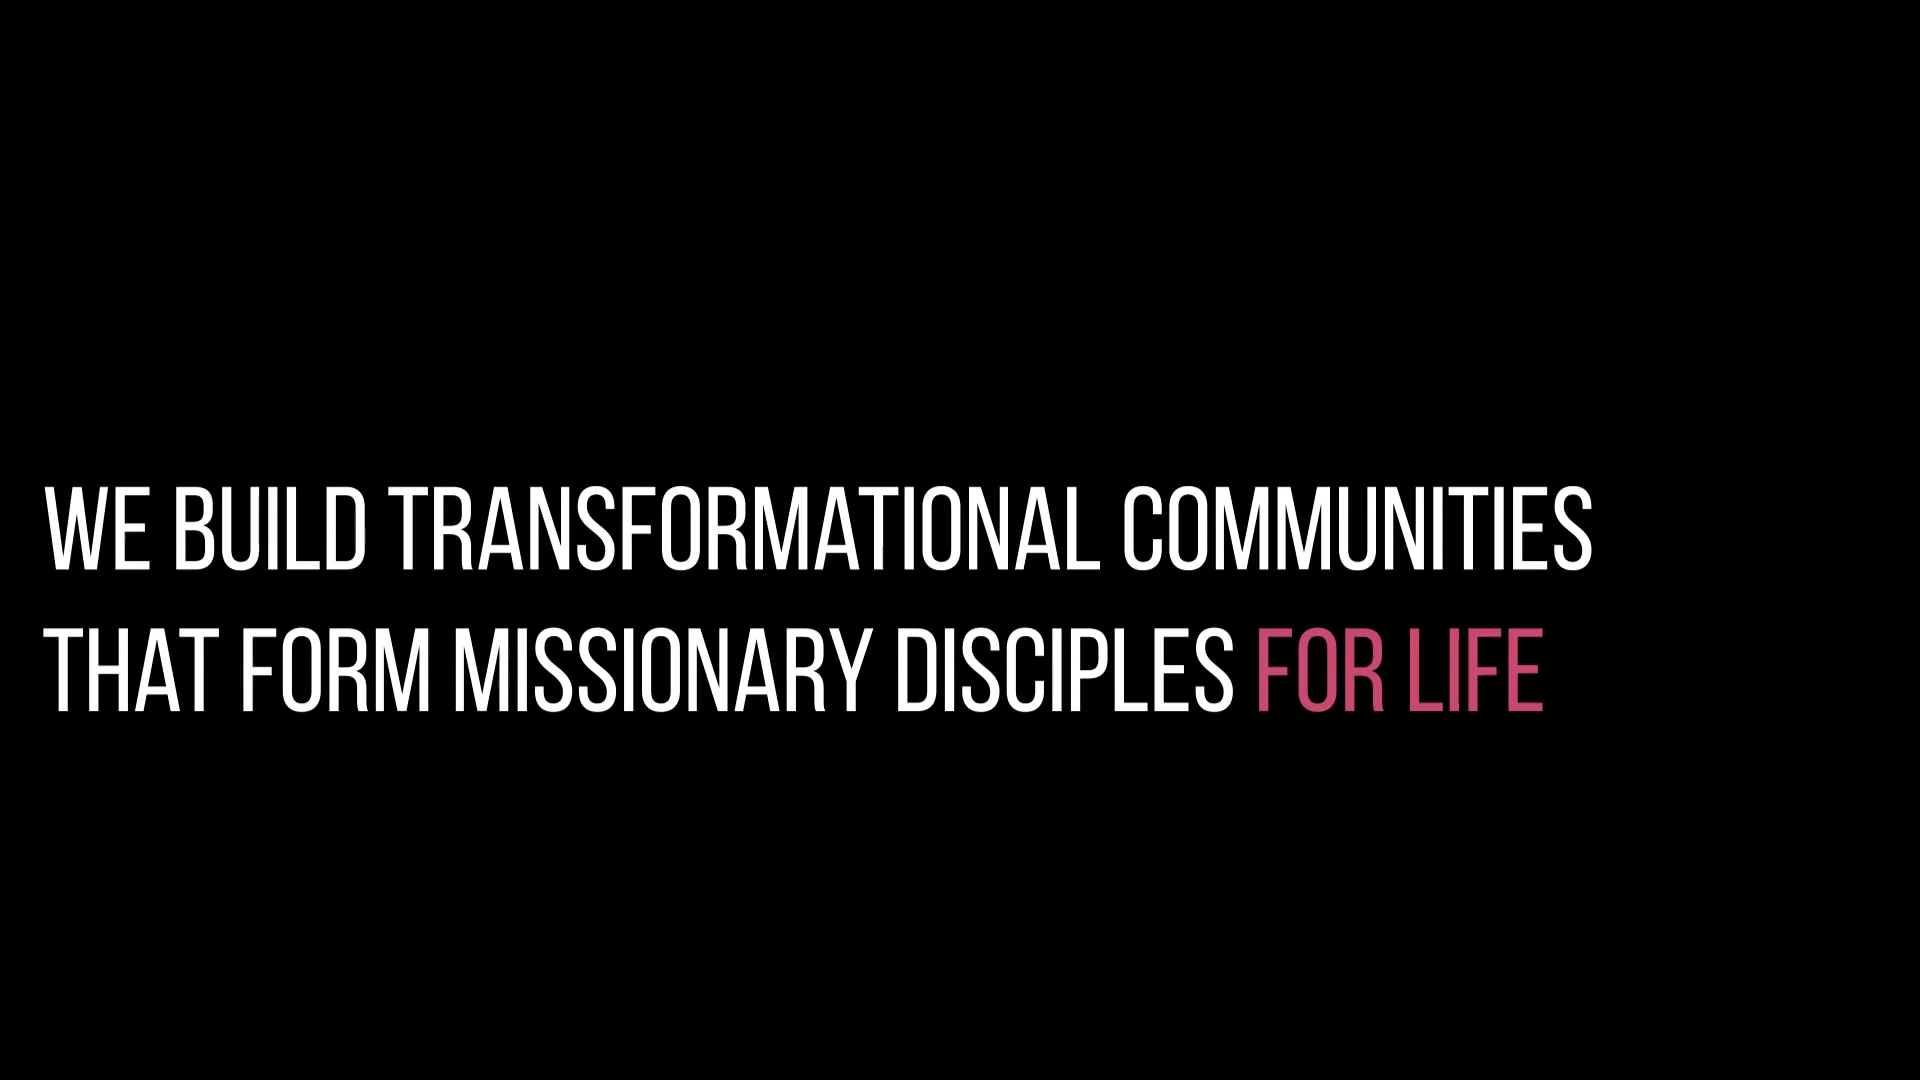 WE BUILD TRANSFORMATIONAL COMMUNITIES
THAT FORM MISSIONARY DISCIPLES FOR LIFE